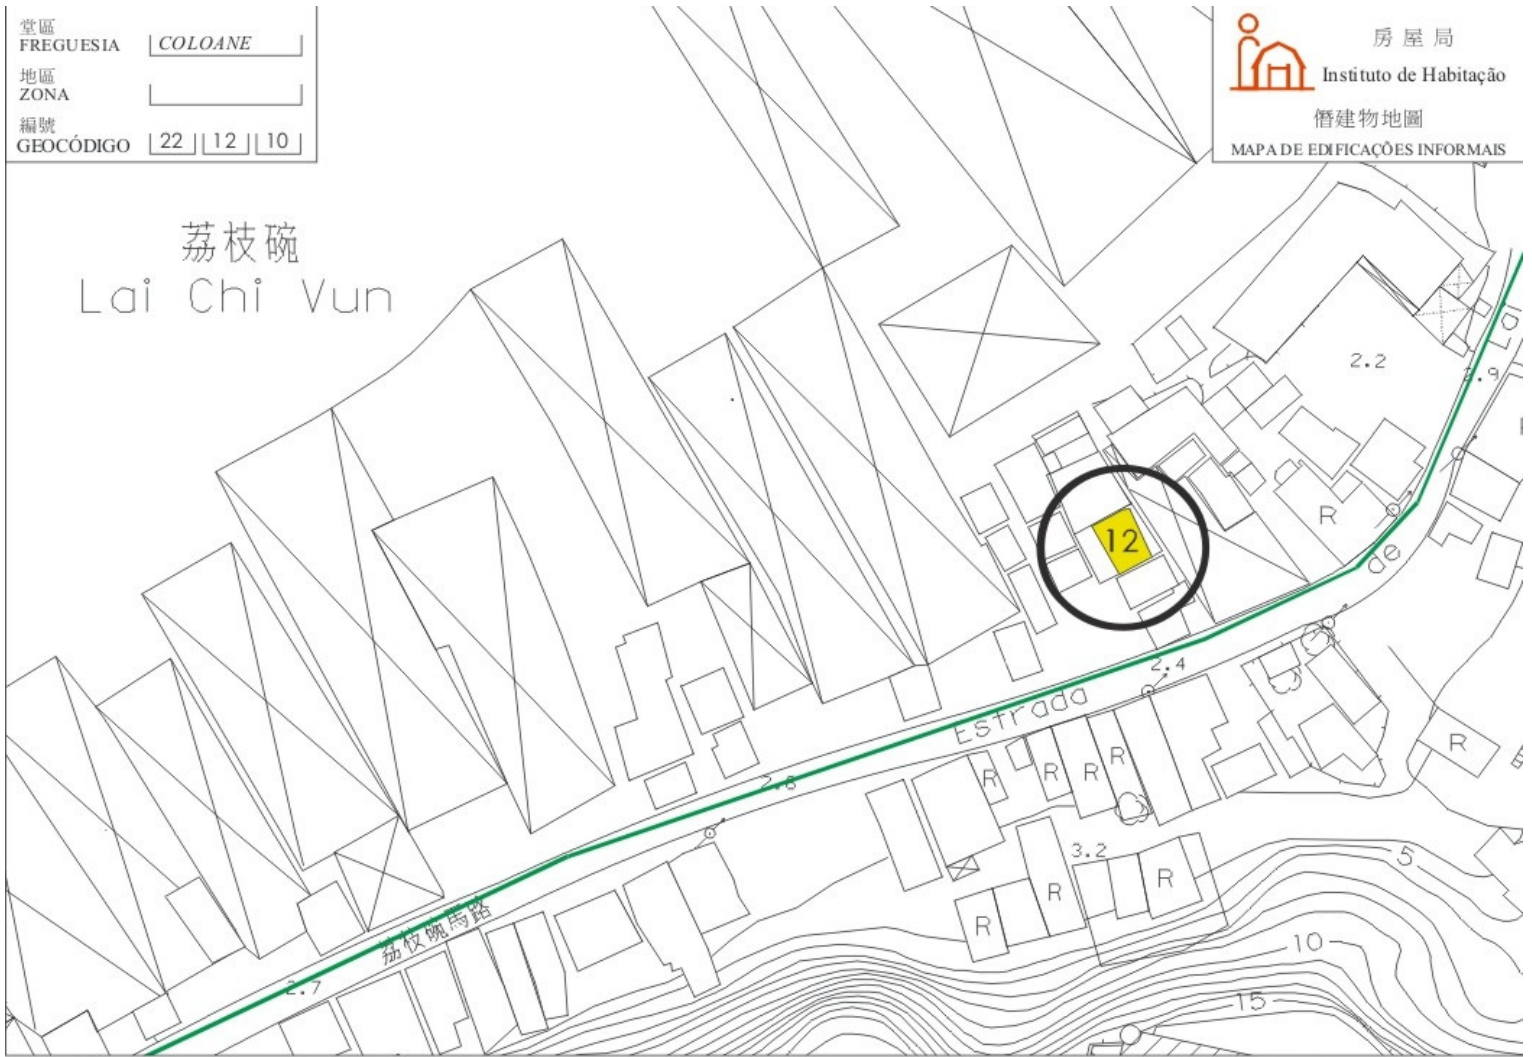 堂區
FREGUESIA COLOANE
地區
ZONA
編號
GEOCÓDIGO 22 12 10
房屋局
Instituto de Habitação
僭建物地圖
MAPA DE EDIFICAÇÕES INFORMAIS
荔枝碗
Lai Chi Vun
2.2
2.9
R
12
de
2.4
Estrada
R
R
R
R
R
2.8
3.2
5
R
R
R
荔枝碗馬路
10
2.7
15